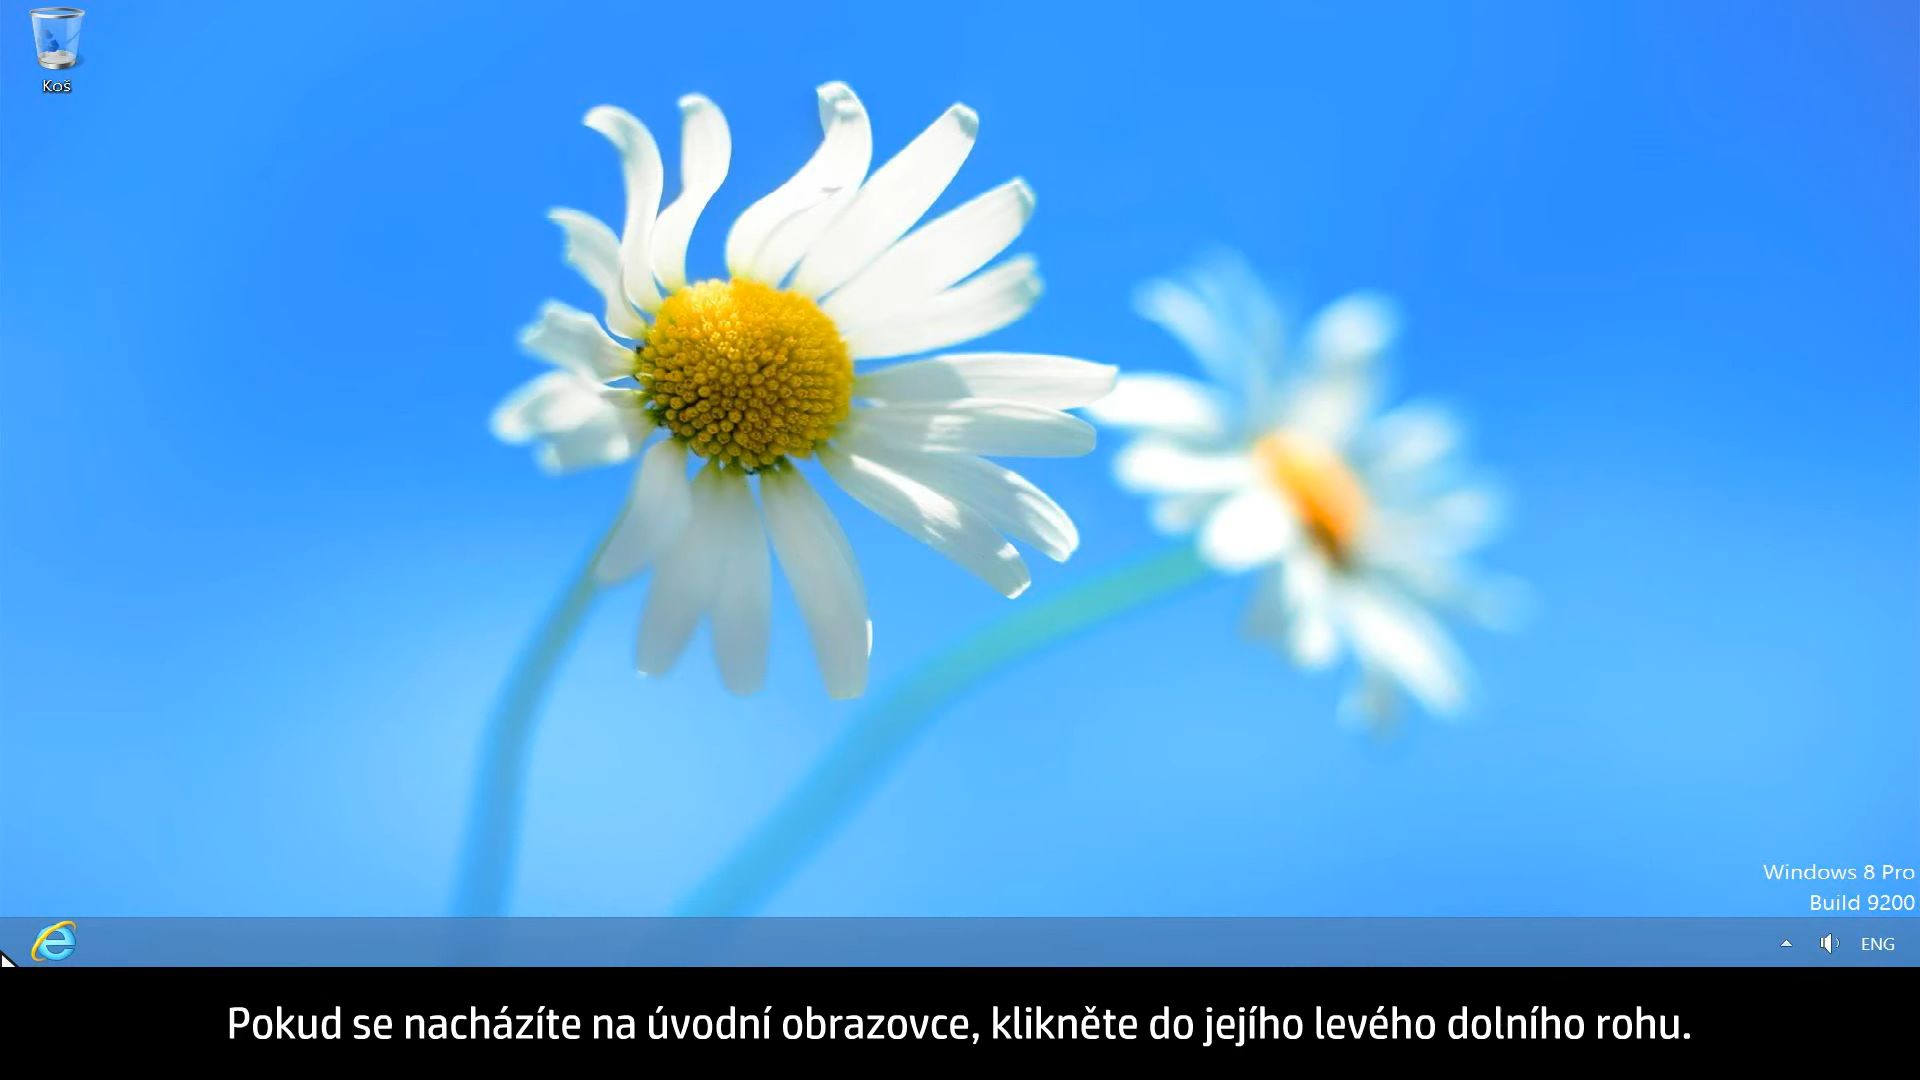 Koš
Windows 8 Pro
Build 9200
ENG
Pokud se nacházíte na úvodní obrazovce, klikněte do jejího levého dolního rohu.